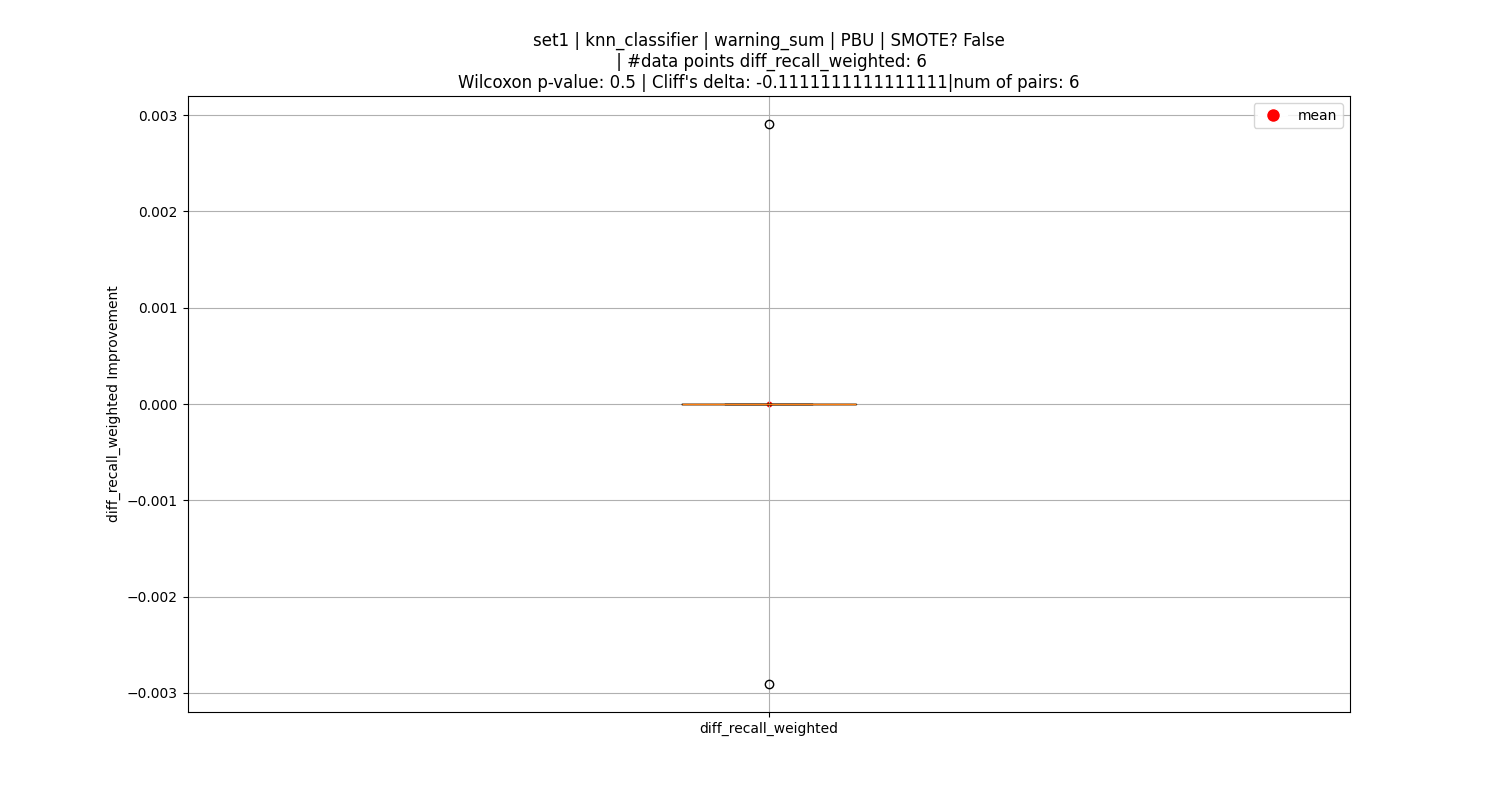 set1 | knn_classifier | warning_sum | PBU | SMOTE? False
| #data points diff_recall_weighted: 6
Wilcoxon p-value: 0.5 | Cliff's delta: -0.1111111111111111|num of pairs: 6
mean
0.003
0.002
0.001
0.000
−0.001
−0.002
−0.003
diff_recall_weighted Improvement
diff_recall_weighted